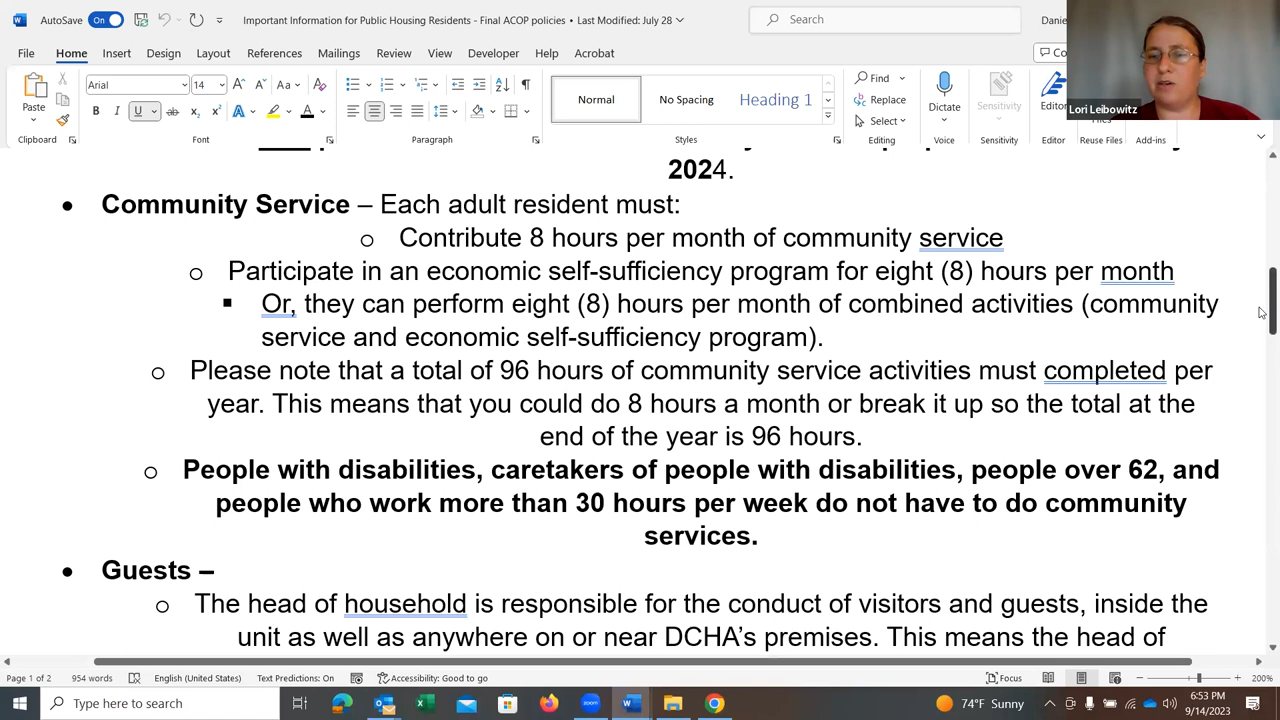 AutoSave On Important Information for Public Housing Residents - Final ACOP policies • Last Modified: July 28 Search Danie
File Home Insert Design Layout References Mailings Review View Developer Help Acrobat Co
Arial 14 Normal No Spacing Heading 1 Find Replace Select
Paste Dictate Sensitivity Editor Files
Clipboard Font Paragraph Styles Editing Voice Sensitivity Editor Reuse Files Add-ins
Lori Leibowitz
2024.
• Community Service – Each adult resident must:
o Contribute 8 hours per month of community service
o Participate in an economic self-sufficiency program for eight (8) hours per month
▪ Or, they can perform eight (8) hours per month of combined activities (community
service and economic self-sufficiency program).
o Please note that a total of 96 hours of community service activities must completed per
year. This means that you could do 8 hours a month or break it up so the total at the
end of the year is 96 hours.
o People with disabilities, caretakers of people with disabilities, people over 62, and
people who work more than 30 hours per week do not have to do community
services.
• Guests –
o The head of household is responsible for the conduct of visitors and guests, inside the
unit as well as anywhere on or near DCHA's premises. This means the head of
Page 1 of 2 954 words English (United States) Text Predictions: On Accessibility: Good to go Focus 200%
Type here to search 74°F Sunny 6:53 PM
9/14/2023